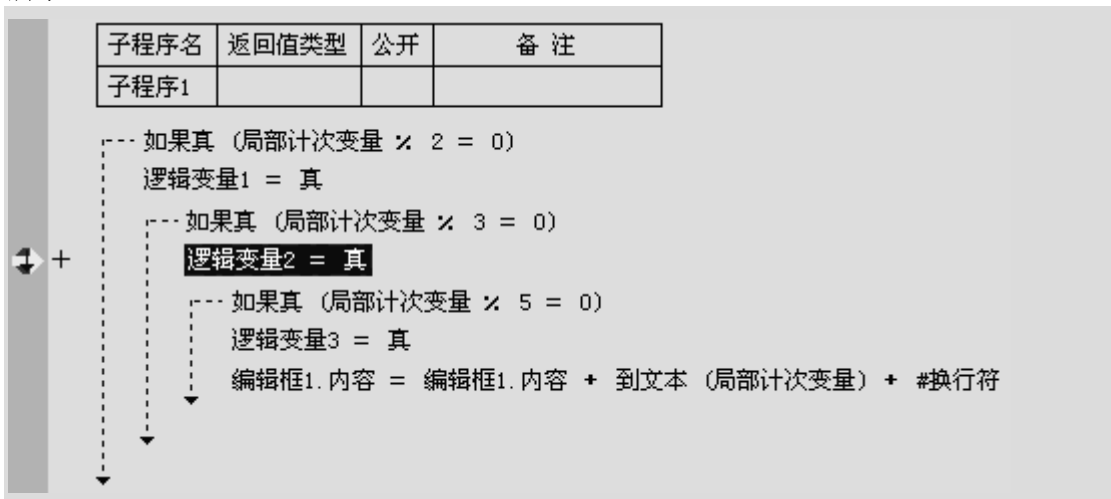 子程序名 返回值类型 公开 备 注
子程序1
如果真 (局部计次变量 % 2 = 0)
逻辑变量1 = 真
如果真 (局部计次变量 % 3 = 0)
逻辑变量2 = 真
如果真 (局部计次变量 % 5 = 0)
逻辑变量3 = 真
编辑框1.内容 = 编辑框1.内容 + 到文本 (局部计次变量) + #换行符